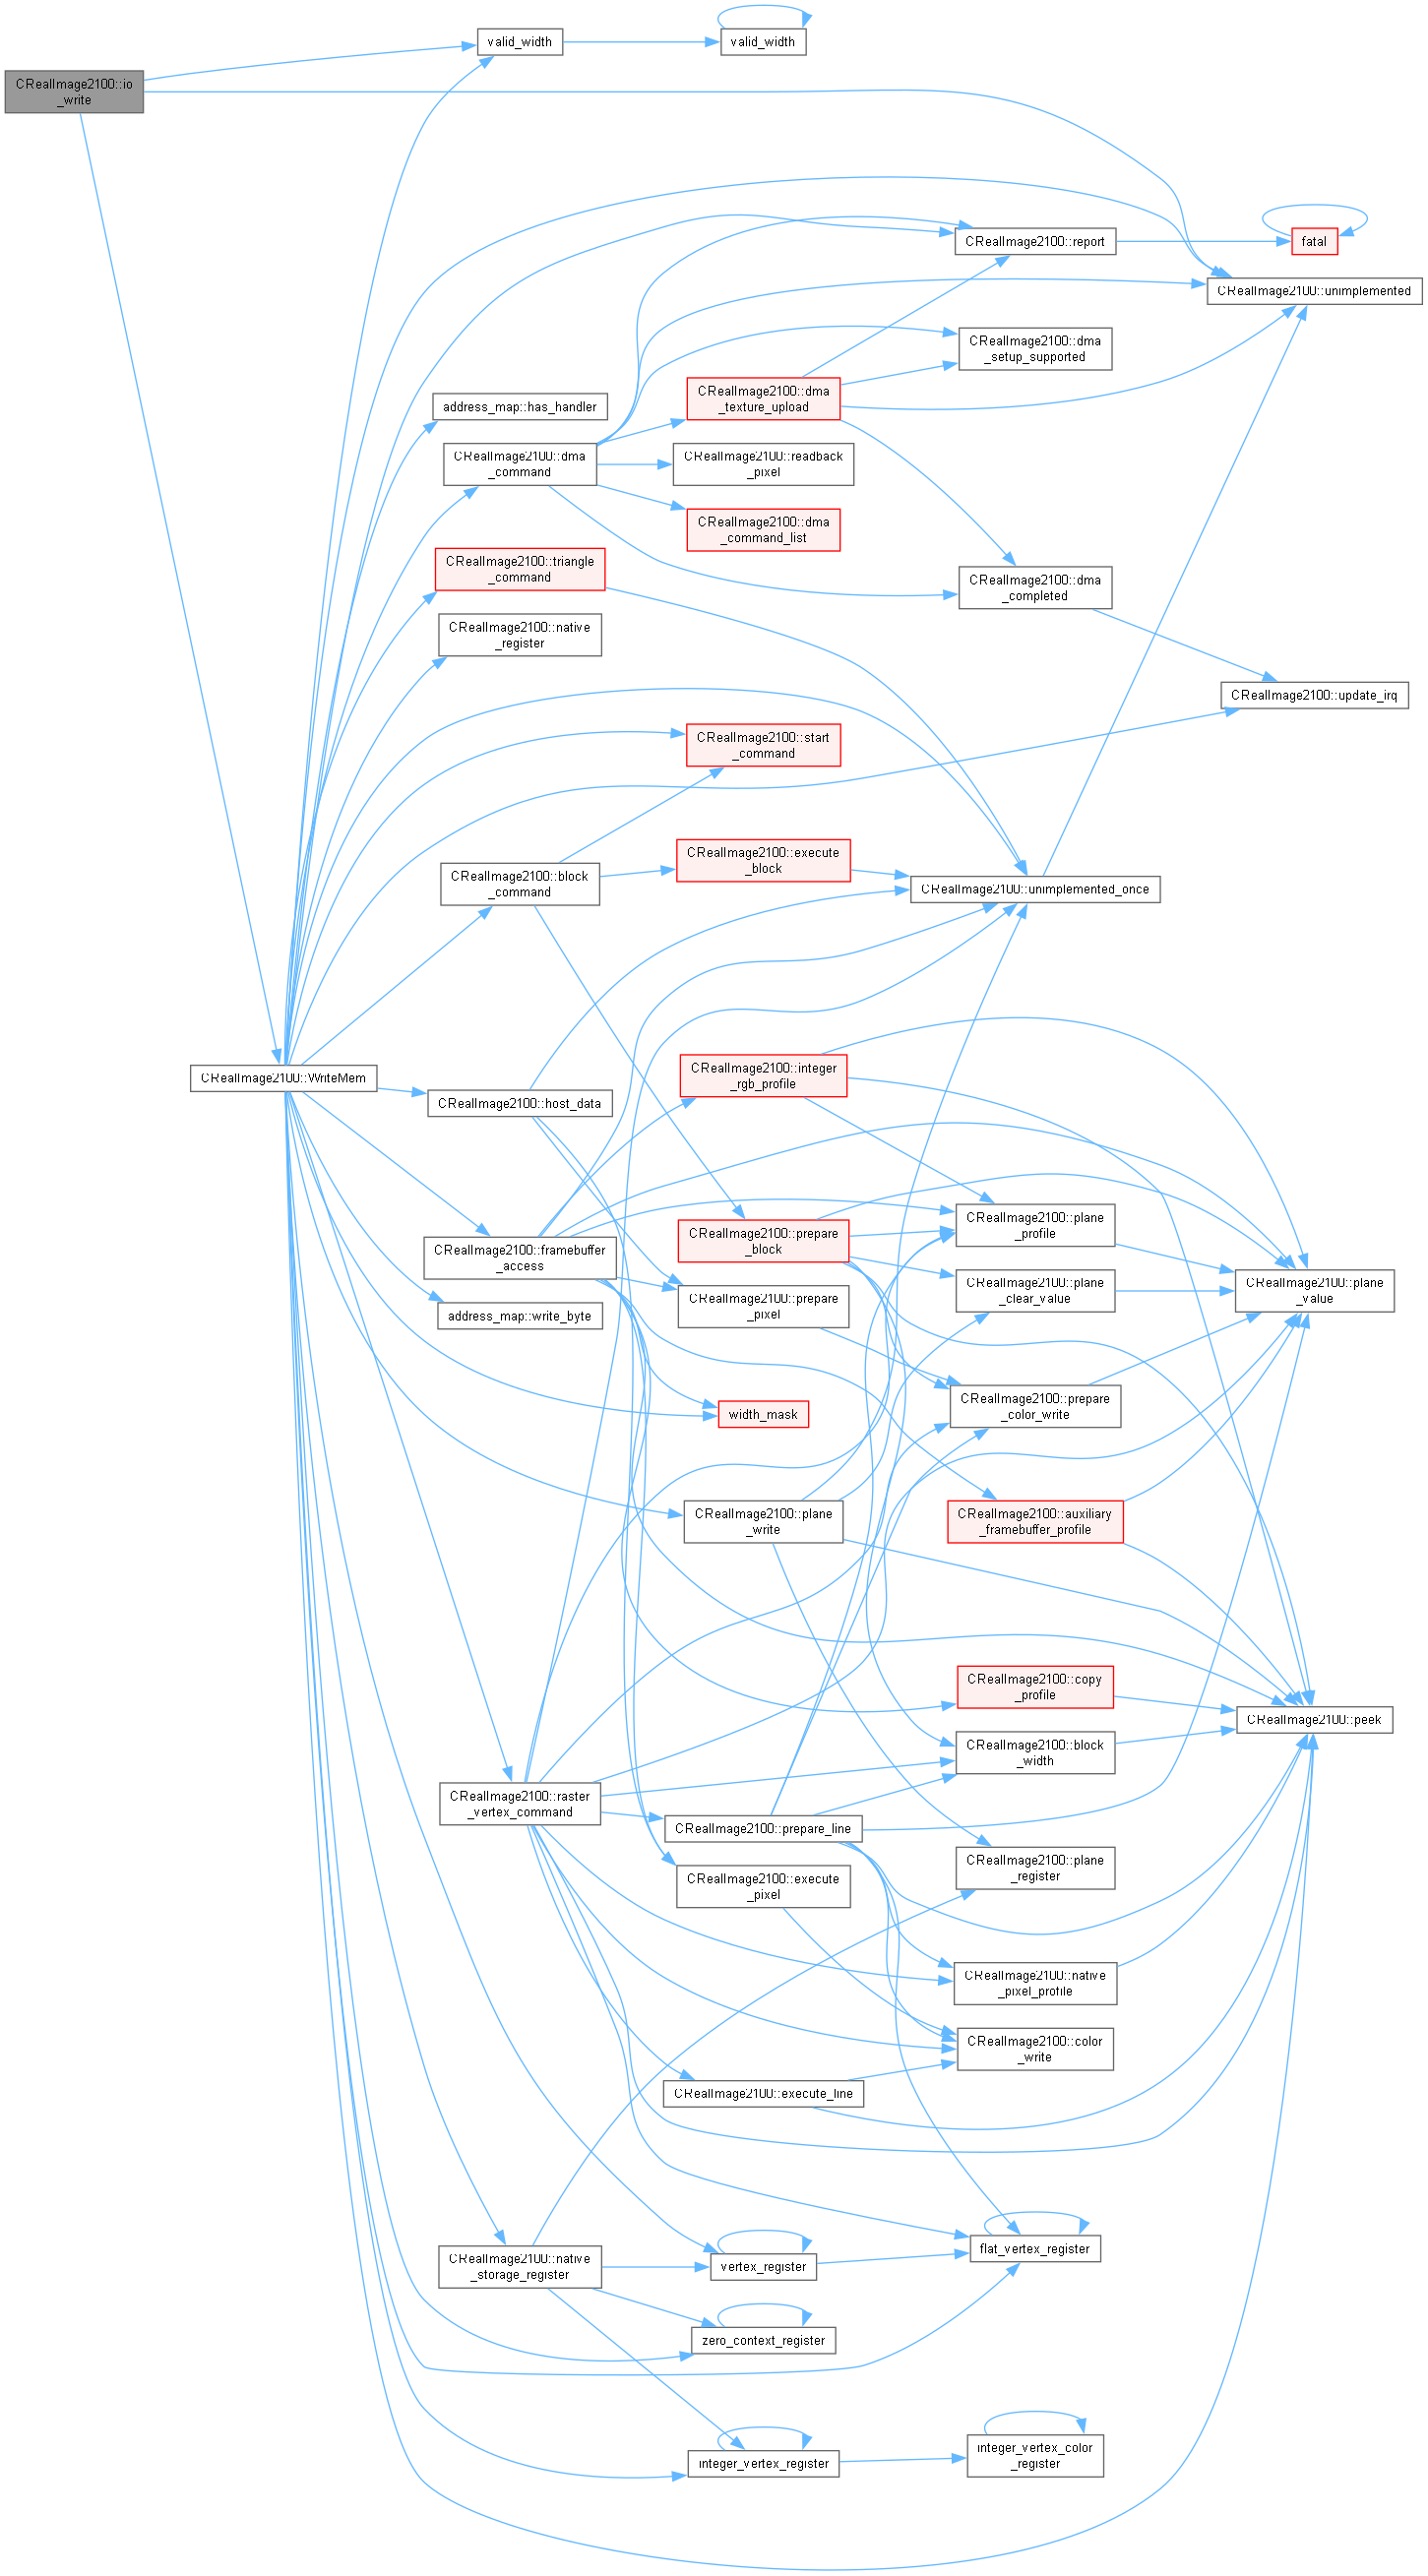 valid_width
valid_width
CRealImage2100::io
_write
CRealImage2100::report
fatal
CRealImage2100::unimplemented
CRealImage2100::dma
_setup_supported
CRealImage2100::dma
_texture_upload
address_map::has_handler
CRealImage2100::dma
_command
CRealImage2100::readback
_pixel
CRealImage2100::dma
_command_list
CRealImage2100::triangle
_command
CRealImage2100::dma
_completed
CRealImage2100::native
_register
CRealImage2100::update_irq
CRealImage2100::start
_command
CRealImage2100::execute
_block
CRealImage2100::block
_command
CRealImage2100::unimplemented_once
CRealImage2100::WriteMem
CRealImage2100::integer
_rgb_profile
CRealImage2100::host_data
CRealImage2100::plane
_profile
CRealImage2100::prepare
_block
CRealImage2100::framebuffer
_access
CRealImage2100::plane
_clear_value
CRealImage2100::plane
_value
CRealImage2100::prepare
_pixel
address_map::write_byte
CRealImage2100::prepare
_color_write
width_mask
CRealImage2100::plane
_write
CRealImage2100::auxiliary
_framebuffer_profile
CRealImage2100::copy
_profile
CRealImage2100::peek
CRealImage2100::block
_width
CRealImage2100::raster
_vertex_command
CRealImage2100::prepare_line
CRealImage2100::plane
_register
CRealImage2100::execute
_pixel
CRealImage2100::native
_pixel_profile
CRealImage2100::color
_write
CRealImage2100::execute_line
flat_vertex_register
CRealImage2100::native
_storage_register
vertex_register
zero_context_register
integer_vertex_color
_register
integer_vertex_register